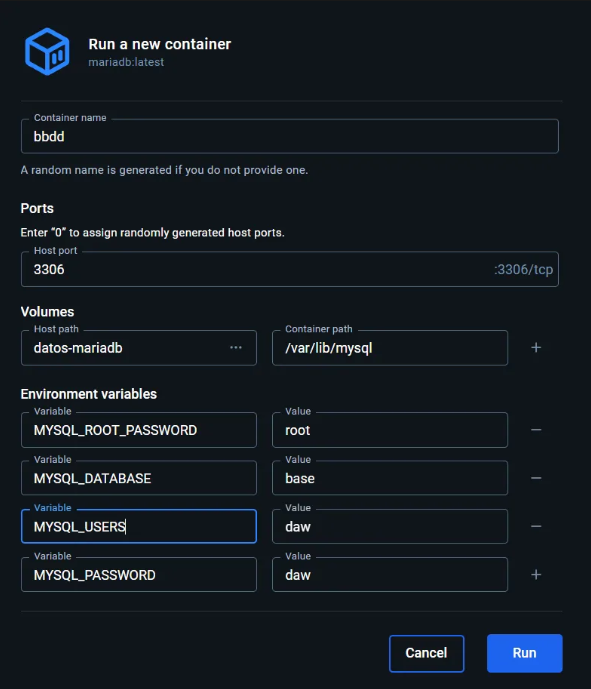 Run a new container
mariadb:latest
Container name
bbdd
A random name is generated if you do not provide one.
Ports
Enter “0” to assign randomly generated host ports.
Host port
3306 :3306/tcp
Volumes
Host path Container path
datos-mariadb ··· /var/lib/mysql +
Environment variables
Variable Value
MYSQL_ROOT_PASSWORD root −
Variable Value
MYSQL_DATABASE base −
Variable Value
MYSQL_USERS daw −
Variable Value
MYSQL_PASSWORD daw +
Cancel Run